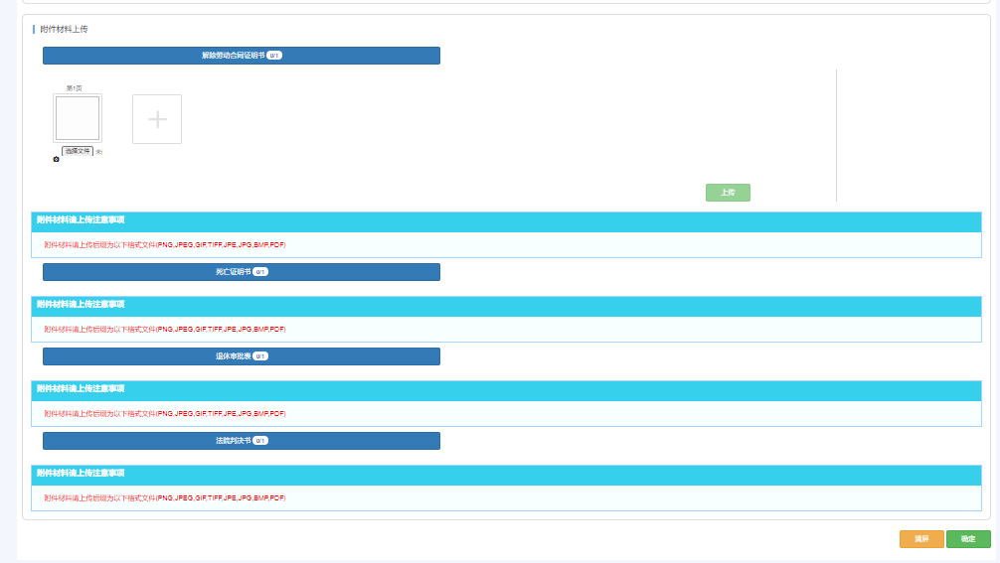 附件材料上传
解除劳动合同证明书 0/1
第1页
选择文件
上传
附件材料请上传注意事项
附件材料请上传后缀为以下格式文件(PNG,JPEG,GIF,TIFF,JPE,JPG,BMP,PDF)
死亡证明书 0/1
附件材料请上传注意事项
附件材料请上传后缀为以下格式文件(PNG,JPEG,GIF,TIFF,JPE,JPG,BMP,PDF)
退休审批表 0/1
附件材料请上传注意事项
附件材料请上传后缀为以下格式文件(PNG,JPEG,GIF,TIFF,JPE,JPG,BMP,PDF)
法院判决书 0/1
附件材料请上传注意事项
附件材料请上传后缀为以下格式文件(PNG,JPEG,GIF,TIFF,JPE,JPG,BMP,PDF)
清屏 确定